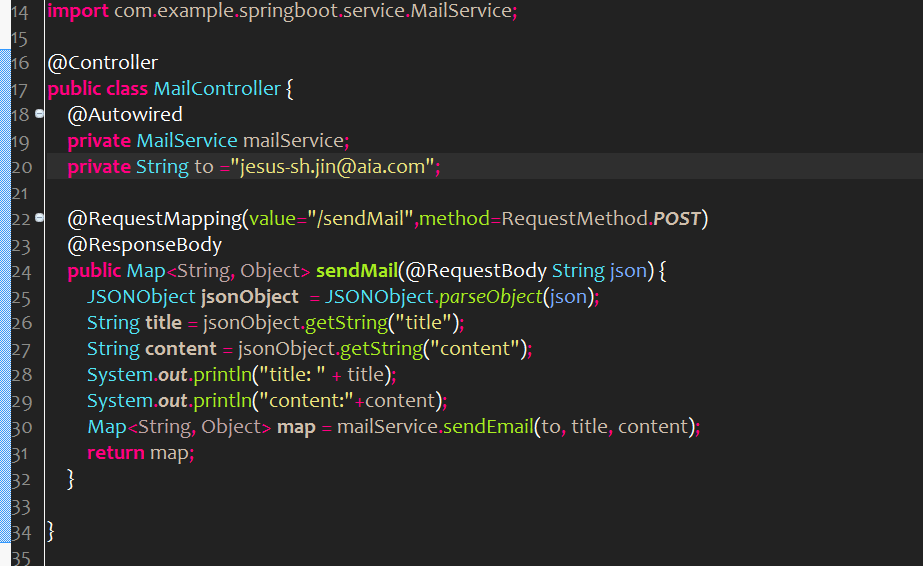 14 import com.example.springboot.service.MailService;
15
16 @Controller
17 public class MailController {
18 @Autowired
19 private MailService mailService;
20 private String to ="jesus-sh.jin@aia.com";
21
22 @RequestMapping(value="/sendMail",method=RequestMethod.POST)
23 @ResponseBody
24 public Map<String, Object> sendMail(@RequestBody String json) {
25 JSONObject jsonObject = JSONObject.parseObject(json);
26 String title = jsonObject.getString("title");
27 String content = jsonObject.getString("content");
28 System.out.println("title: " + title);
29 System.out.println("content:"+content);
30 Map<String, Object> map = mailService.sendEmail(to, title, content);
31 return map;
32 }
33
34 }
35